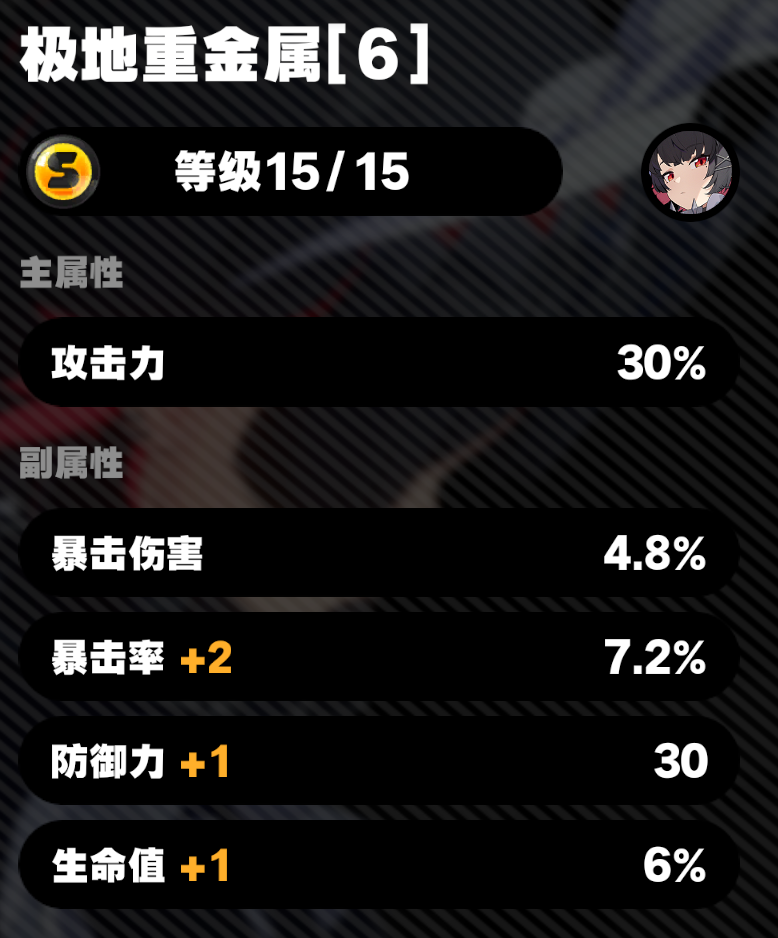 极地重金属[6]
S 等级15/15
主属性
攻击力 30%
副属性
暴击伤害 4.8%
暴击率 +2 7.2%
防御力 +1 30
生命值 +1 6%